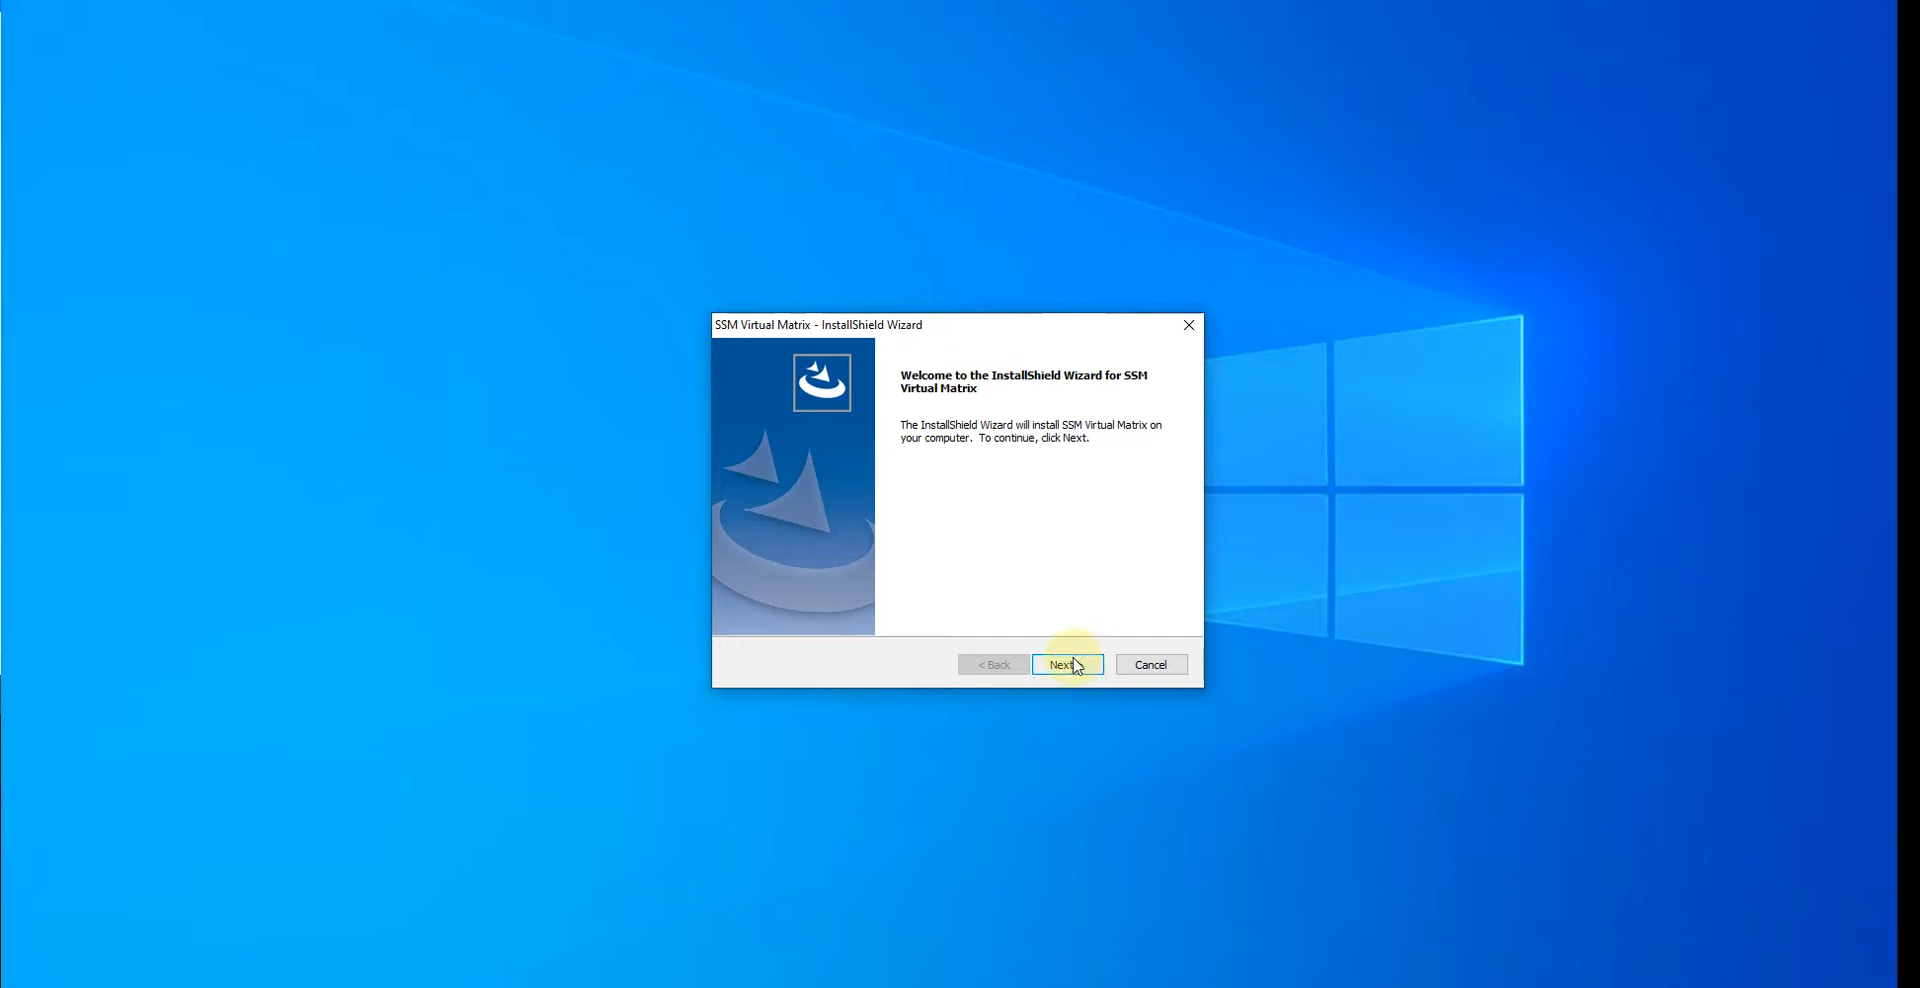 SSM Virtual Matrix - InstallShield Wizard
Welcome to the InstallShield Wizard for SSM
Virtual Matrix
The InstallShield Wizard will install SSM Virtual Matrix on
your computer. To continue, click Next.
< Back
Next
Cancel